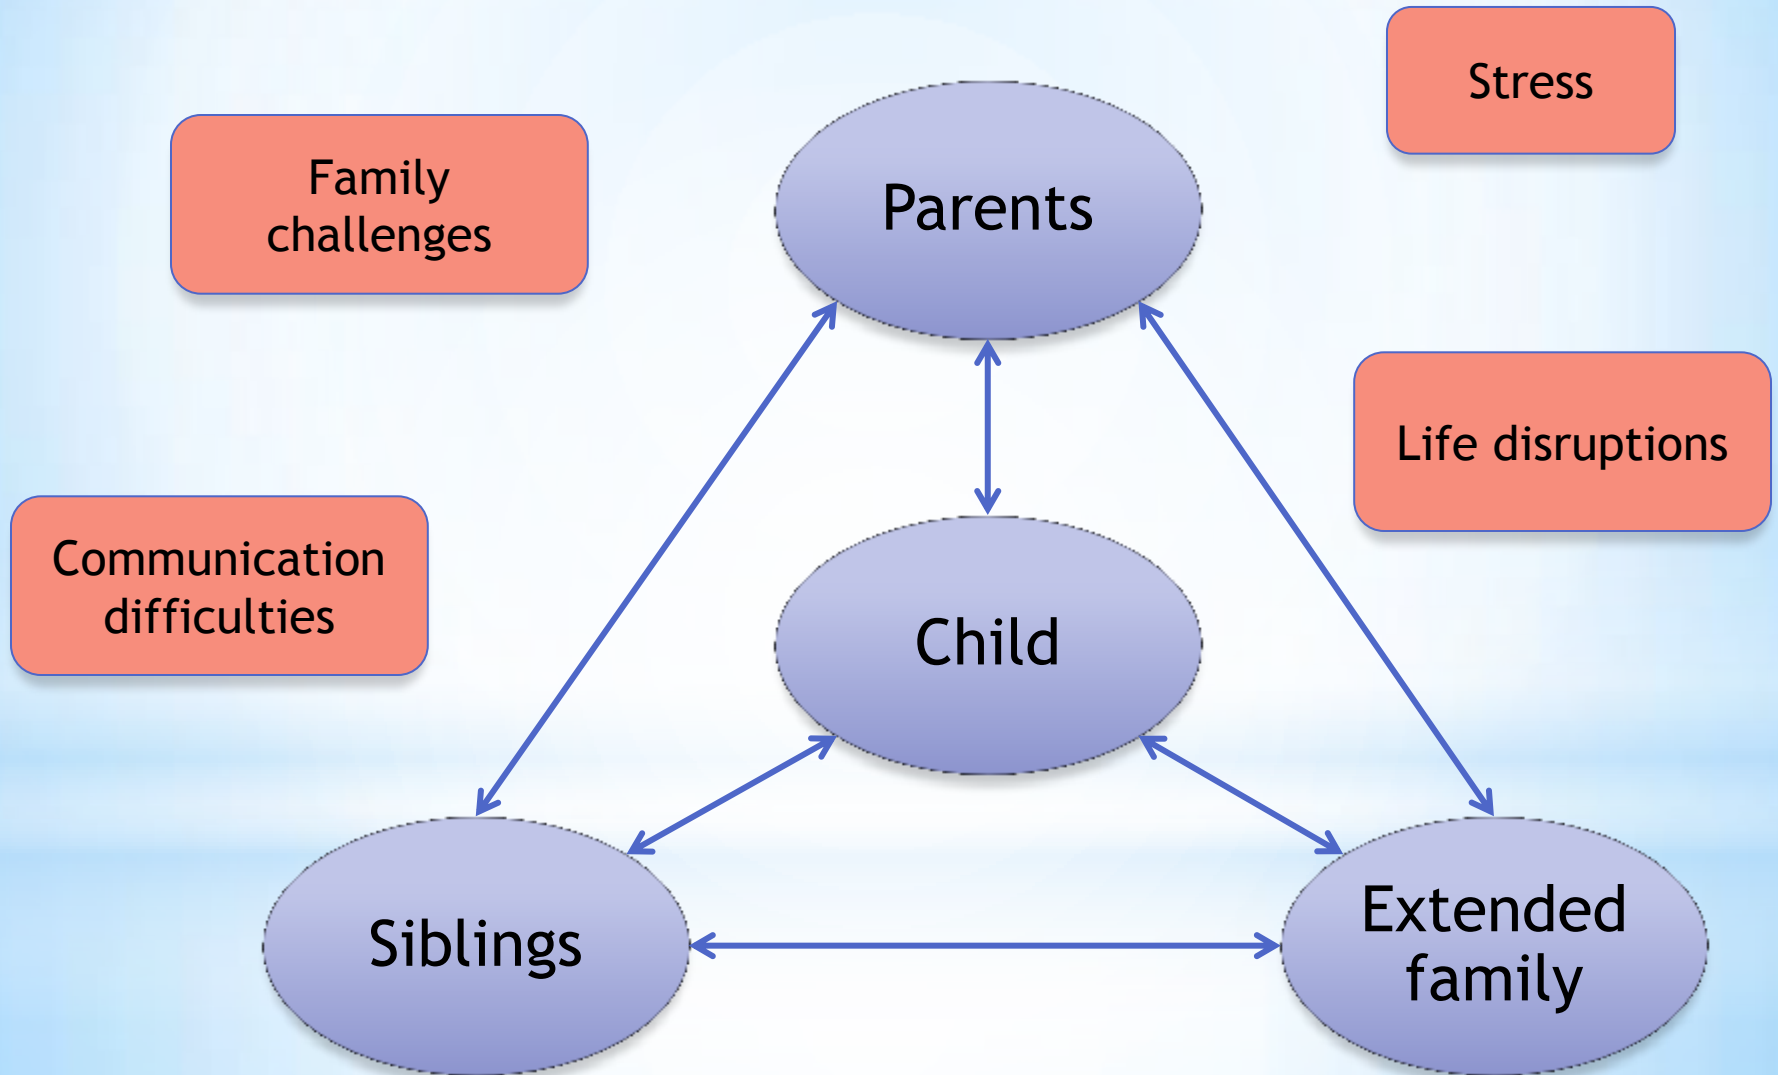 Stress
Family
challenges
Parents
Life disruptions
Communication
difficulties
Child
Siblings
Extended
family